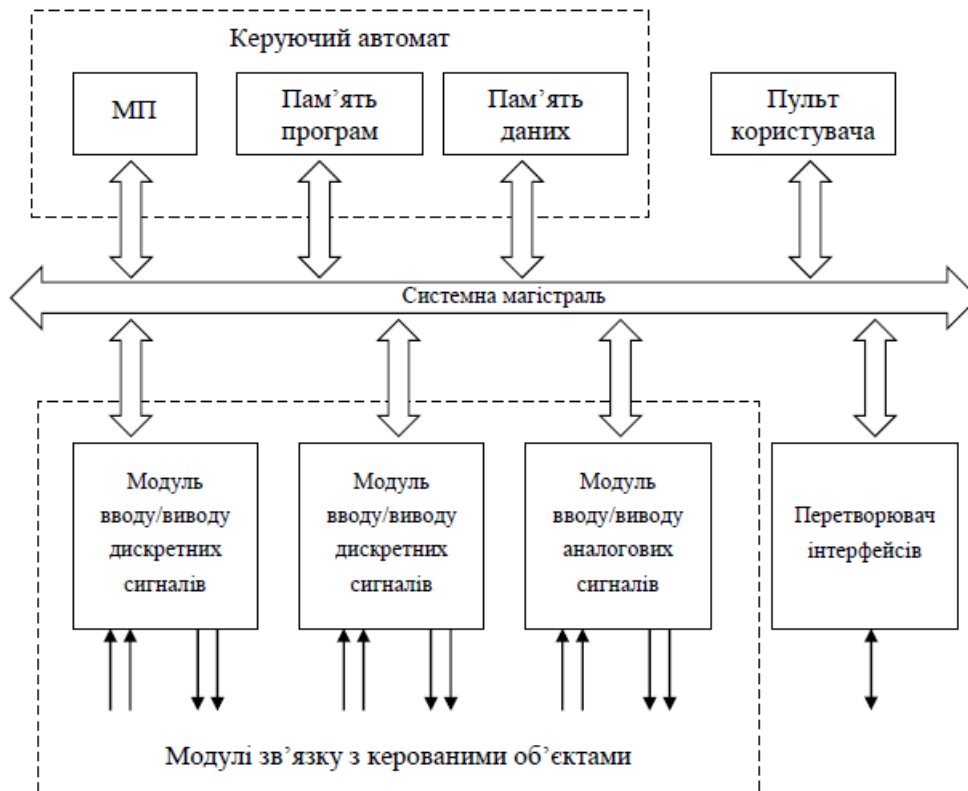 Керуючий автомат
МП
Пам’ять
програм
Пам’ять
даних
Пульт
користувача
Системна магістраль
Модуль
вводу/виводу
дискретних
сигналів
Модуль
вводу/виводу
дискретних
сигналів
Модуль
вводу/виводу
аналогових
сигналів
Перетворювач
інтерфейсів
Модулі зв’язку з керованими об’єктами